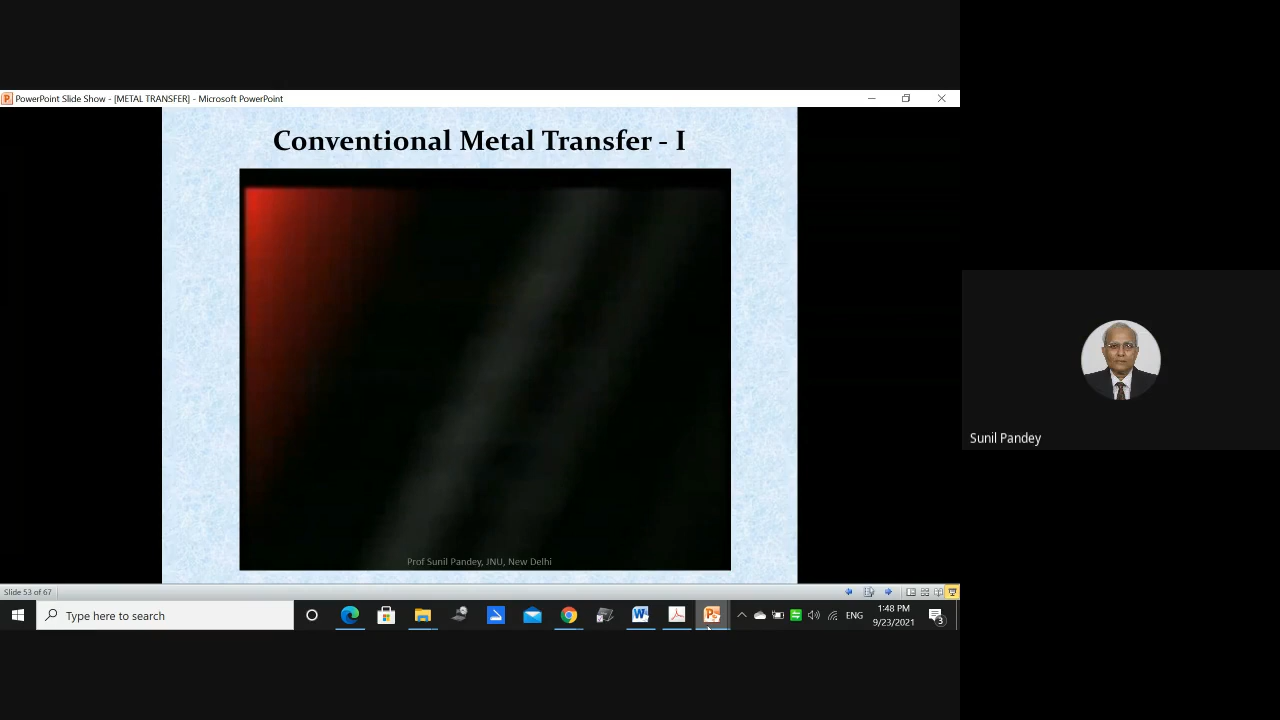 PowerPoint Slide Show - [METAL TRANSFER] - Microsoft PowerPoint
Conventional Metal Transfer - I
Prof Sunil Pandey, JNU, New Delhi
Sunil Pandey
Slide 53 of 67
Type here to search
ENG
1:48 PM
9/23/2021
3